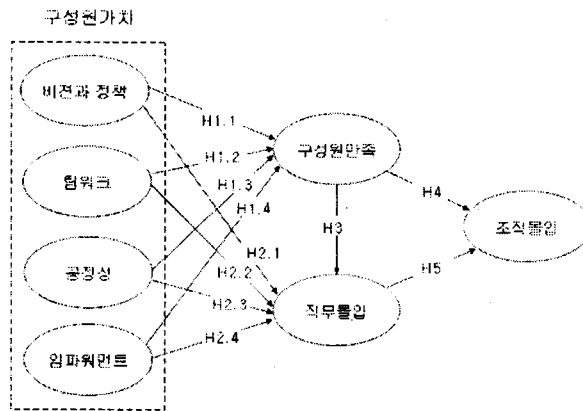 구성원가치
비젼과 정책
H1.1
구성원만족
H1.2
팀워크
H1.3
H4
H1.4
H3
조직몰입
H2.1
공정성
H2.2
H5
H2.3
직무몰입
H2.4
임파워먼트